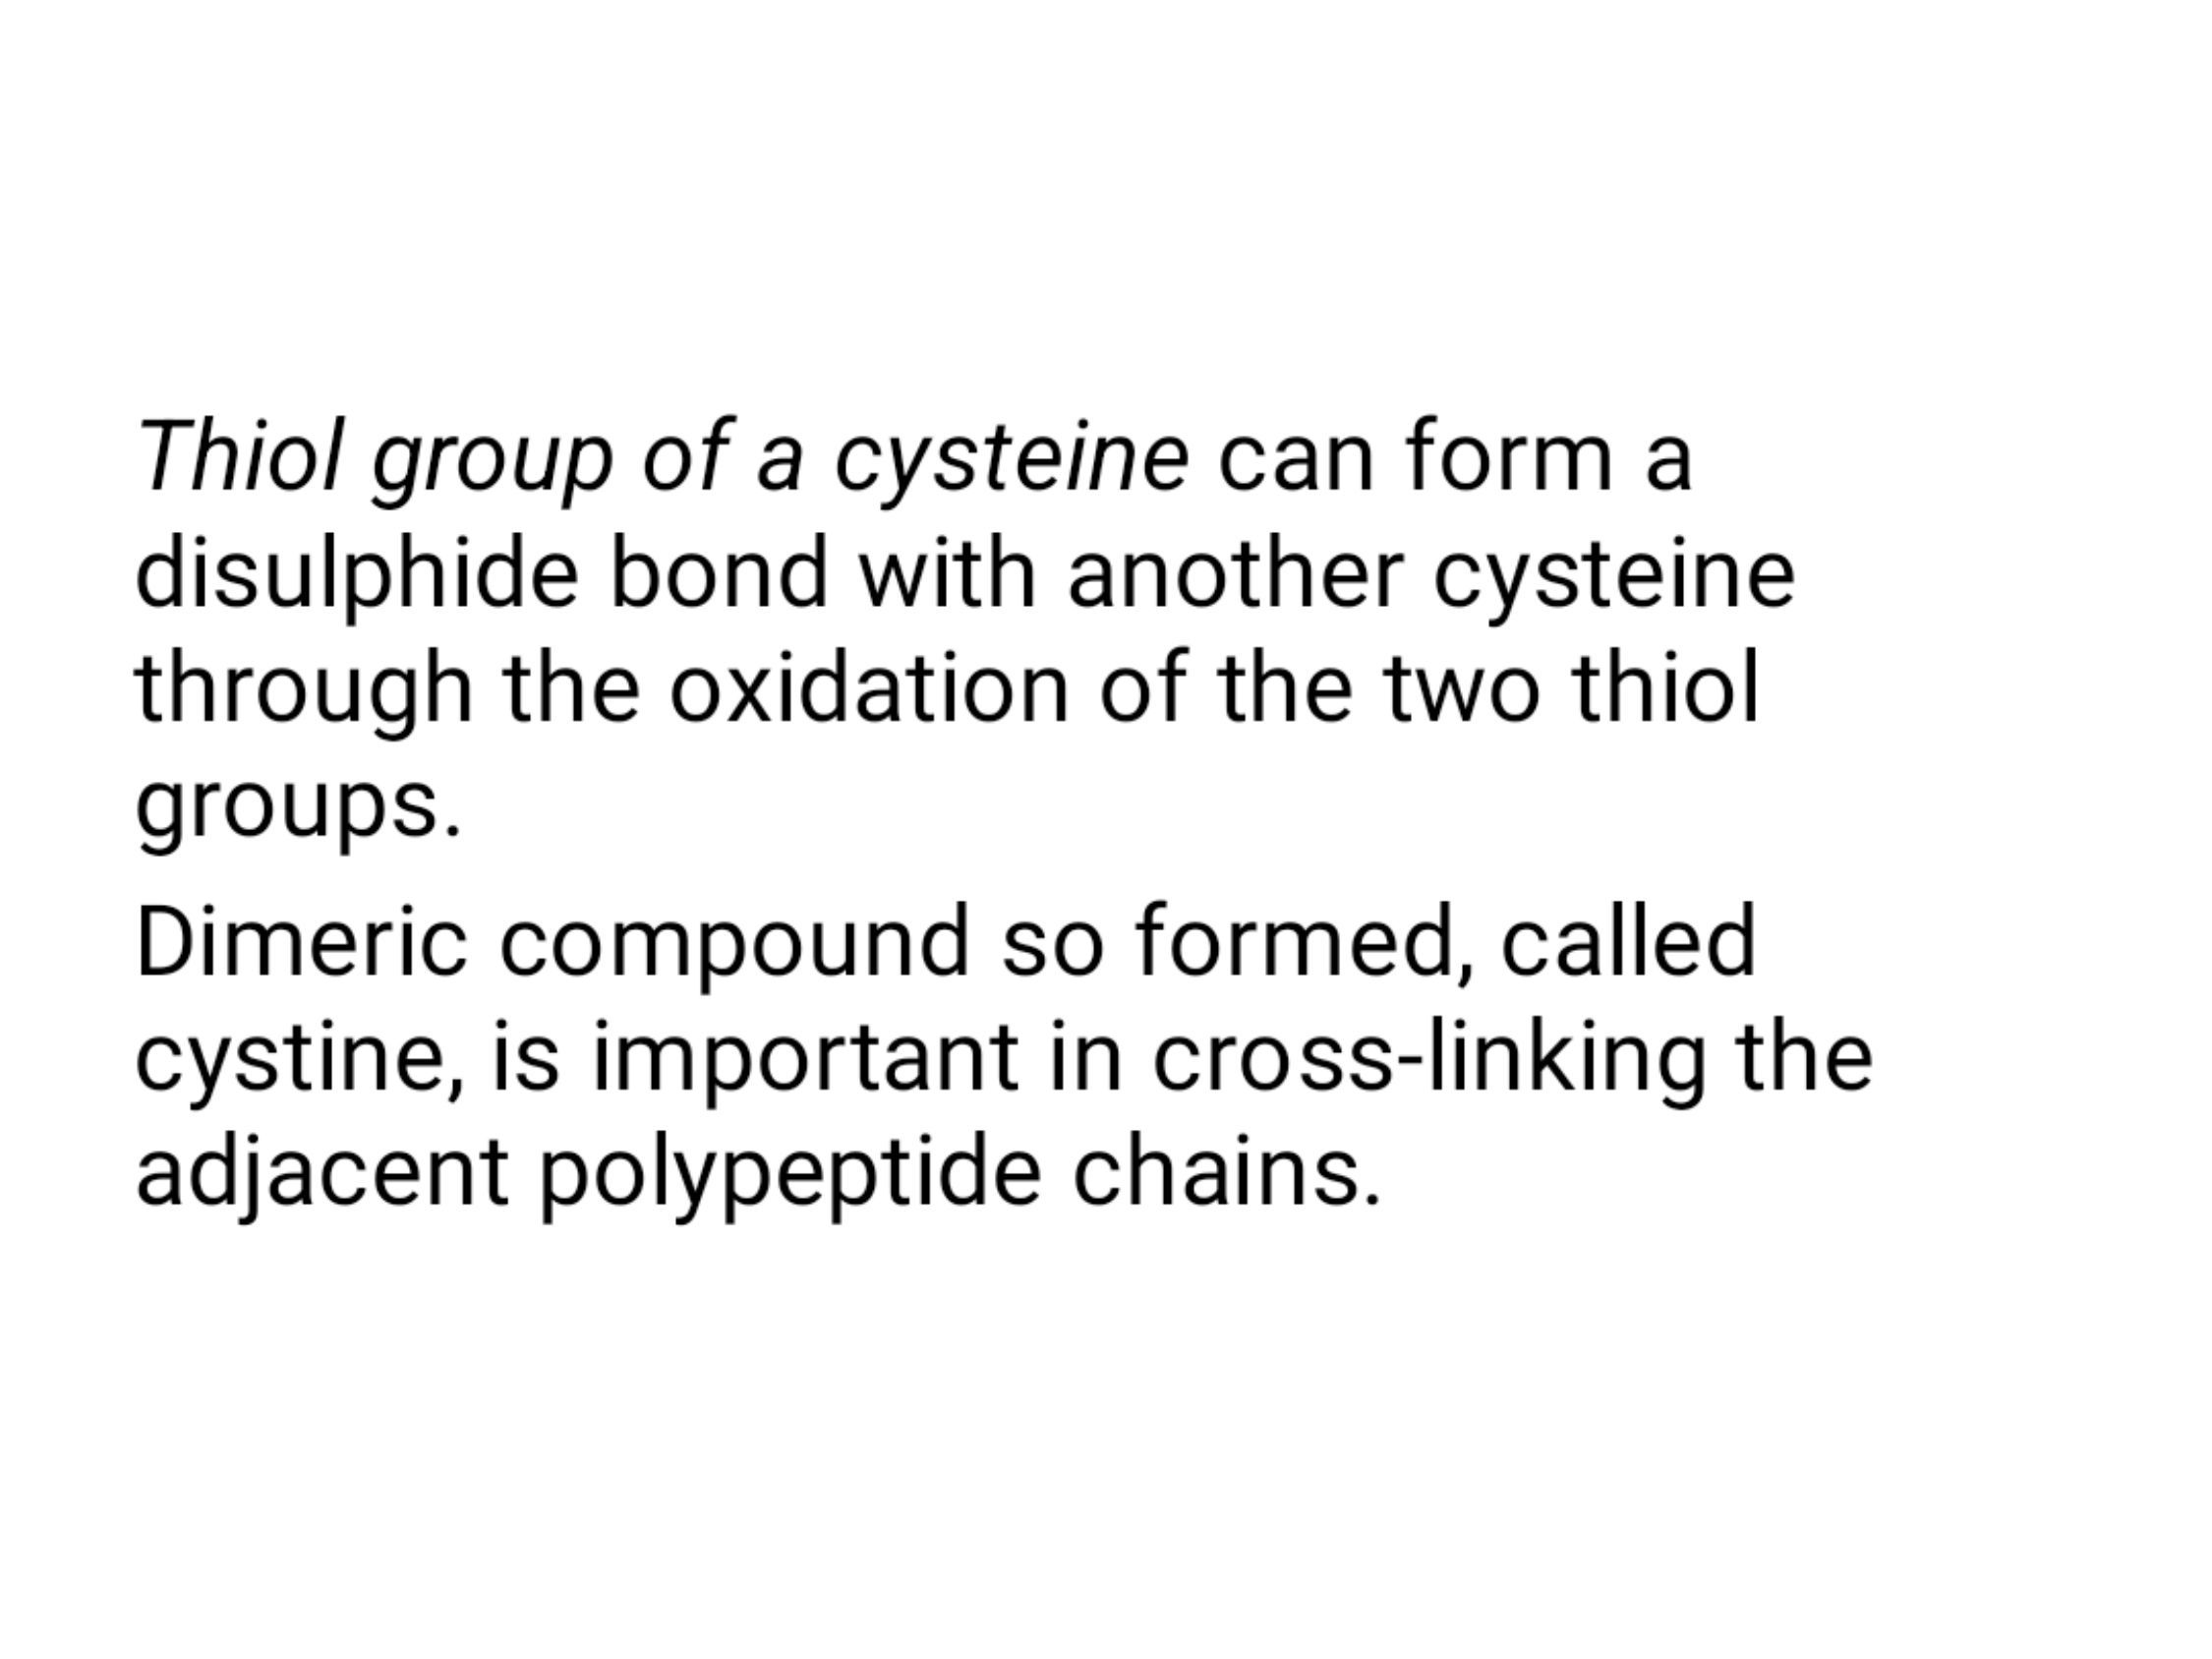 Thiol group of a cysteine can form a
disulphide bond with another cysteine
through the oxidation of the two thiol
groups.
Dimeric compound so formed, called
cystine, is important in cross-linking the
adjacent polypeptide chains.